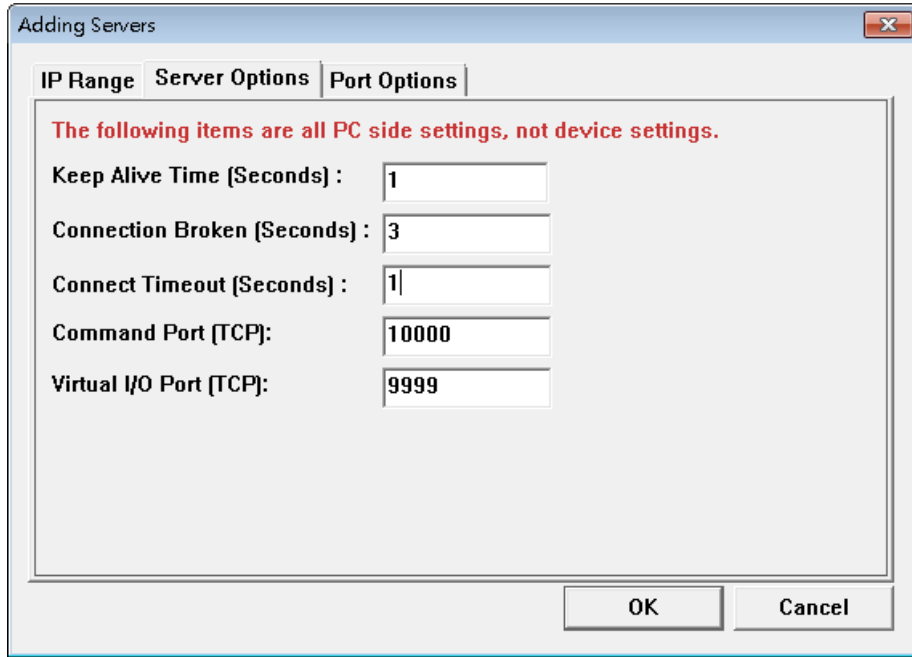 Adding Servers
IP Range Server Options Port Options
The following items are all PC side settings, not device settings.
Keep Alive Time (Seconds) : 1
Connection Broken (Seconds) : 3
Connect Timeout (Seconds) : 1
Command Port (TCP): 10000
Virtual I/O Port (TCP): 9999
OK Cancel